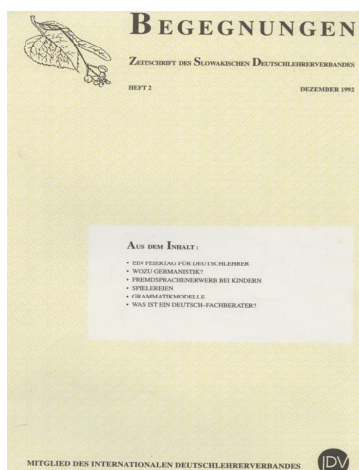 BEGEGNUNGEN
ZEITSCHRIFT DES SLOWAKISCHEN DEUTSCHLEHRERVERBANDES
HEFT 2 DEZEMBER 1992
AUS DEM INHALT :
• EIN FEIERTAG FÜR DEUTSCHLEHRER
• WOZU GERMANISTIK?
• FREMDSPRACHENERWERB BEI KINDERN
• SPIELEREIEN
• GRAMMATIKMODELLE
• WAS IST EIN DEUTSCH-FACHBERATER?
MITGLIED DES INTERNATIONALEN DEUTSCHLEHRERVERBANDES IDV